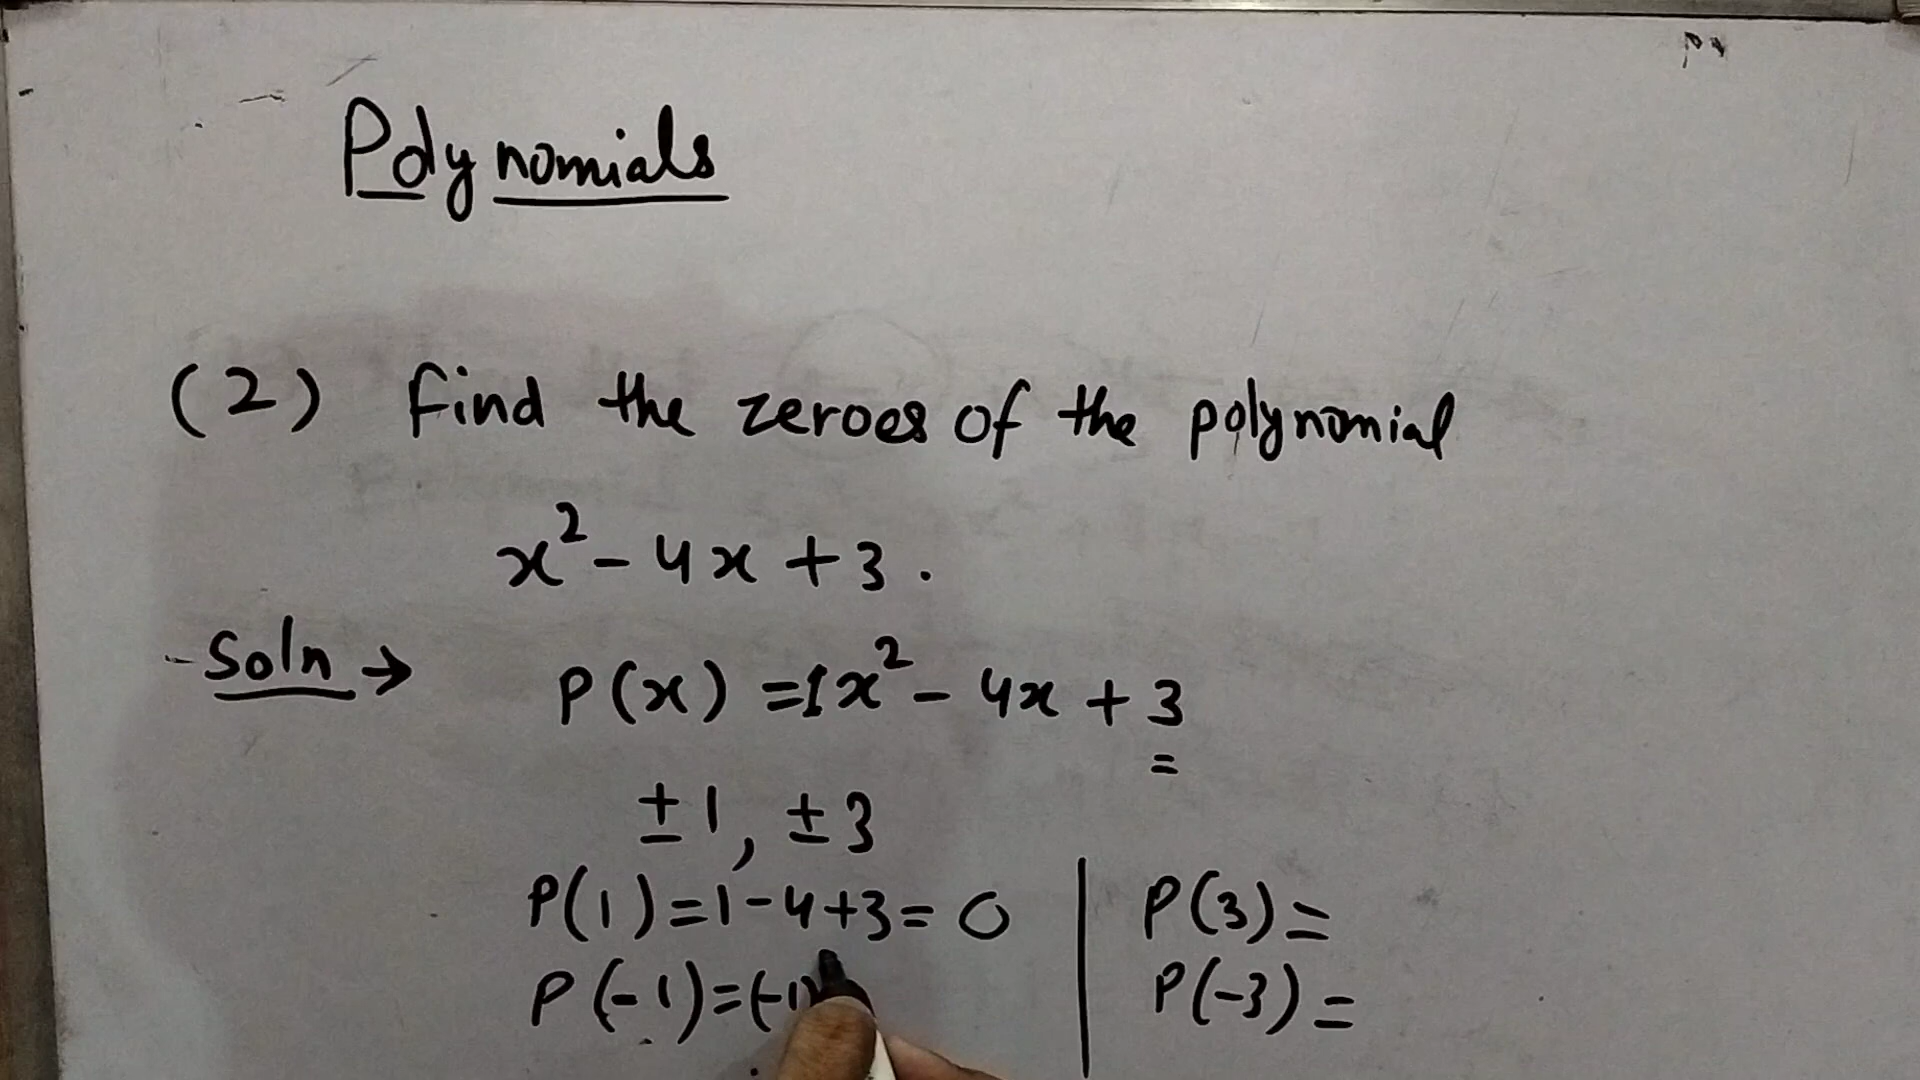 Polynomials
(2) Find the zeroes of the polynomial
x² - 4x + 3 .
Soln → P(x) = 1x² - 4x + 3
± 1, ± 3
P(1) = 1 - 4 + 3 = 0
P(-1) = (-1)
P(3) =
P(-3) =